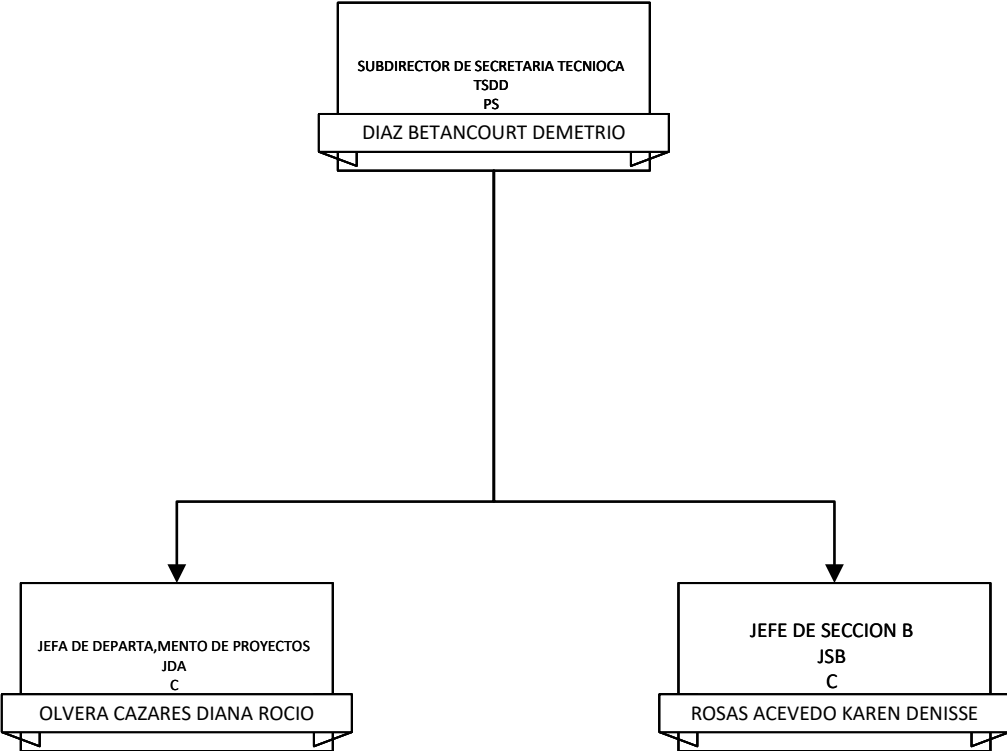 SUBDIRECTOR DE SECRETARIA TECNIOCA
TSDD
PS
DIAZ BETANCOURT DEMETRIO
JEFA DE DEPARTA,MENTO DE PROYECTOS
JDA
C
OLVERA CAZARES DIANA ROCIO
JEFE DE SECCION B
JSB
C
ROSAS ACEVEDO KAREN DENISSE